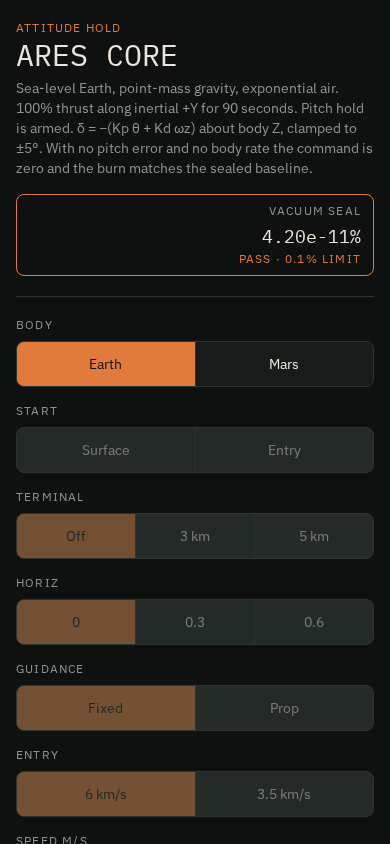 ATTITUDE HOLD
ARES CORE
Sea-level Earth, point-mass gravity, exponential air.
100% thrust along inertial +Y for 90 seconds. Pitch hold
is armed. δ = −(Kp θ + Kd ωz) about body Z, clamped to
±5°. With no pitch error and no body rate the command is
zero and the burn matches the sealed baseline.
VACUUM SEAL
4.20e-11%
PASS · 0.1% LIMIT
BODY
Earth Mars
START
Surface Entry
TERMINAL
Off 3 km 5 km
HORIZ
0 0.3 0.6
GUIDANCE
Fixed Prop
ENTRY
6 km/s 3.5 km/s
SPEED M/S